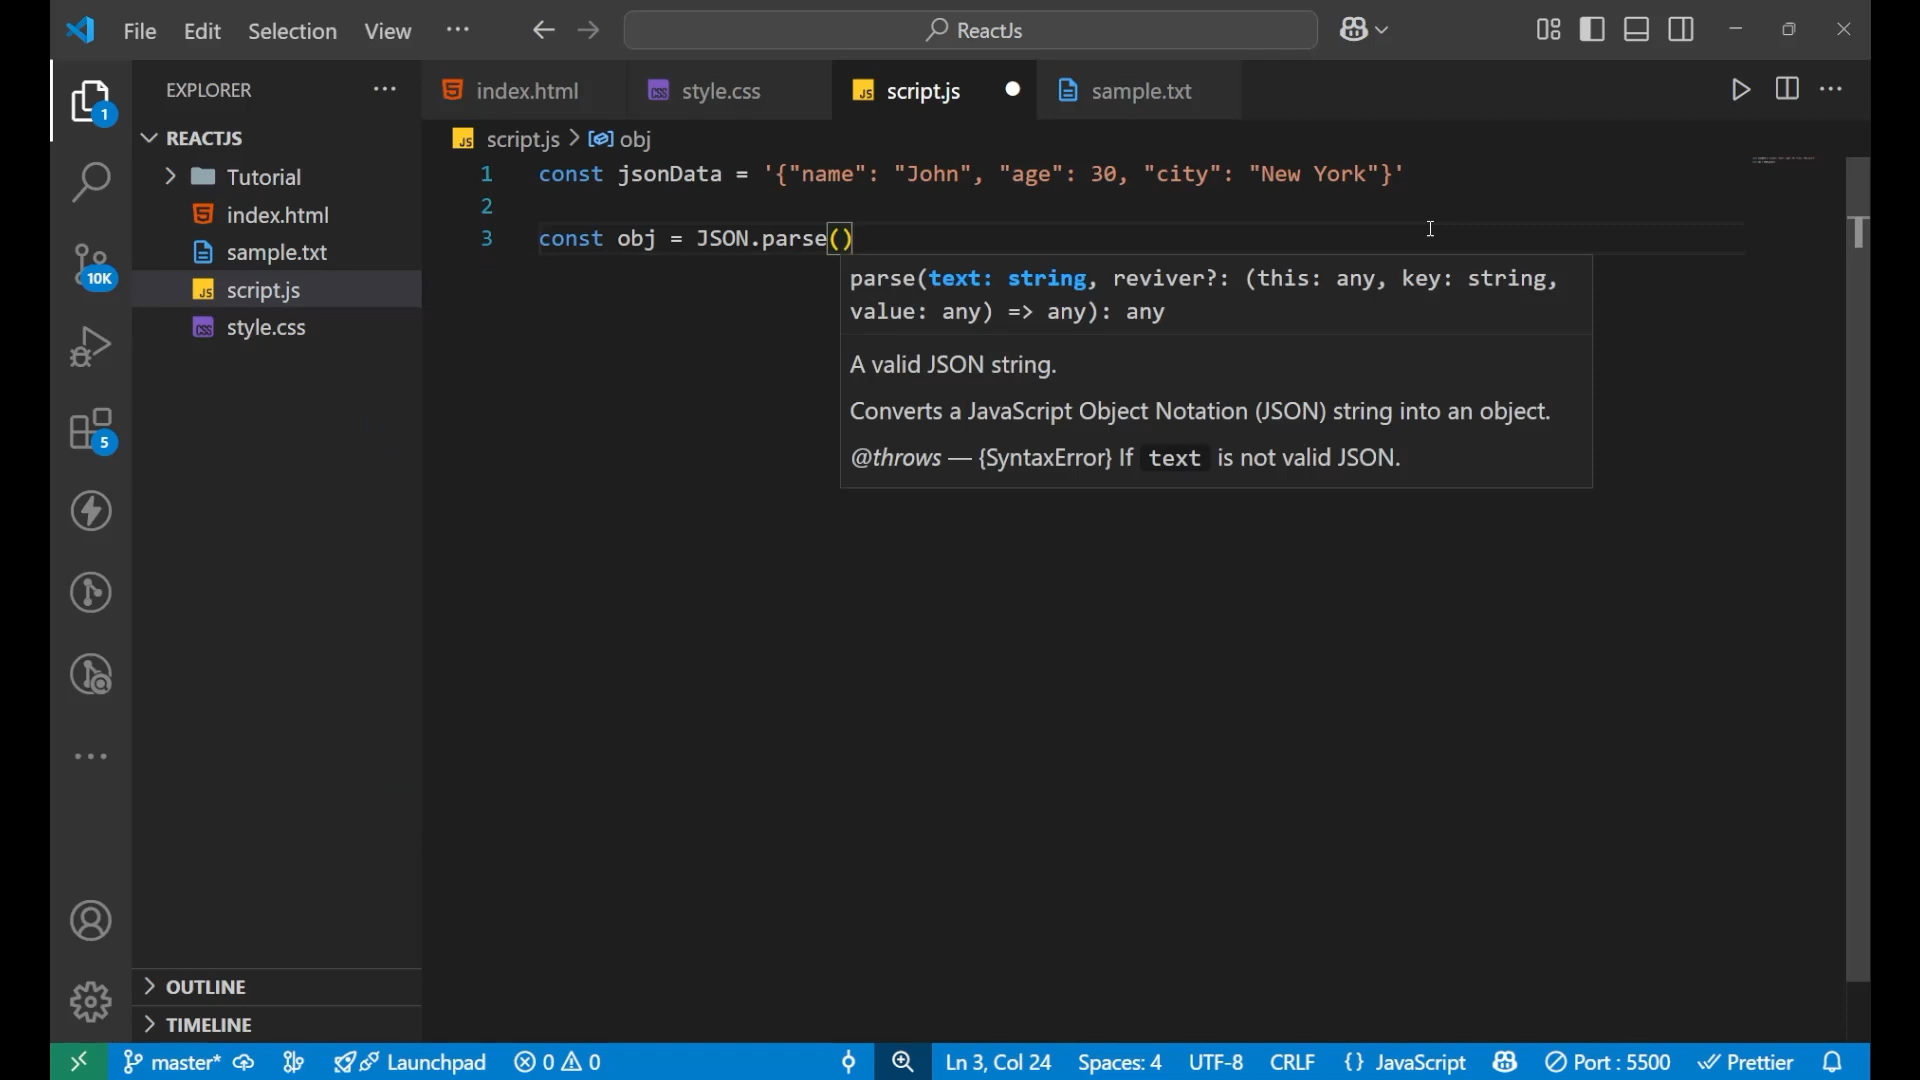 File Edit Selection View ··· ReactJs
EXPLORER ···
index.html style.css script.js sample.txt ···
REACTJS
script.js > obj
Tutorial
index.html
sample.txt
script.js
style.css
1 const jsonData = '{"name": "John", "age": 30, "city": "New York"}'
2
3 const obj = JSON.parse()
parse(text: string, reviver?: (this: any, key: string,
value: any) => any): any
A valid JSON string.
Converts a JavaScript Object Notation (JSON) string into an object.
@throws — {SyntaxError} If text is not valid JSON.
1
10K
5
OUTLINE
TIMELINE
master* Launchpad 0 0 Ln 3, Col 24 Spaces: 4 UTF-8 CRLF {} JavaScript Port : 5500 Prettier